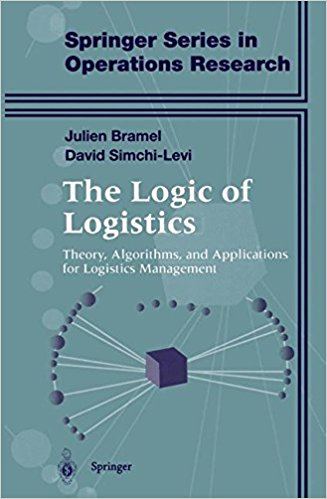 Springer Series in
Operations Research
Julien Bramel
David Simchi-Levi
The Logic of
Logistics
Theory, Algorithms, and Applications
for Logistics Management
Springer